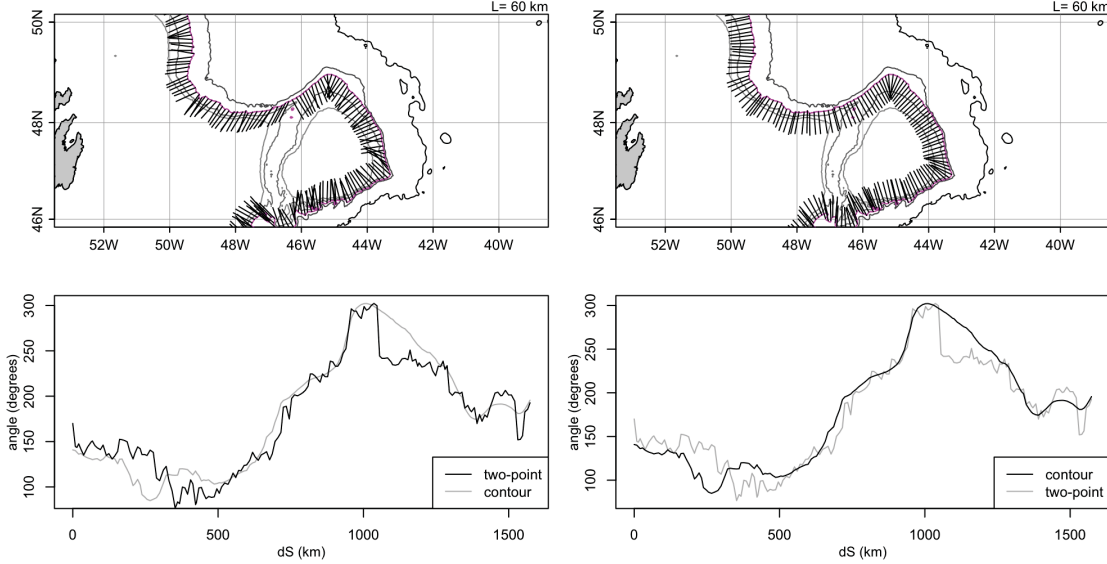 L= 60 km
50N
48N
46N
52W 50W 48W 46W 44W 42W 40W
L= 60 km
50N
48N
46N
52W 50W 48W 46W 44W 42W 40W
angle (degrees)
300
250
200
150
100
two-point
contour
0 500 1000 1500
dS (km)
angle (degrees)
300
250
200
150
100
contour
two-point
0 500 1000 1500
dS (km)